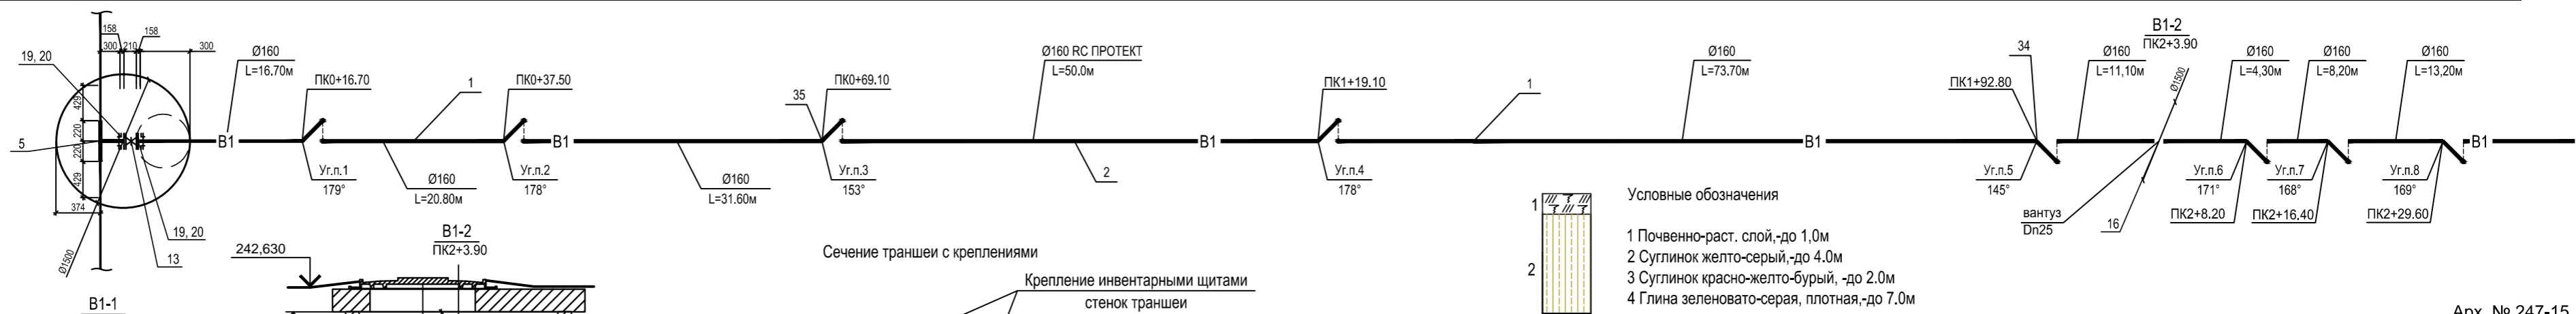 158
158
300
210
300
19, 20
429
220
220
429
5
374
Ø1500
19, 20
13
В1-1
Ø160
L=16.70м
В1
ПК0+16.70
Уг.п.1
179°
1
Ø160
L=20.80м
ПК0+37.50
Уг.п.2
178°
В1
Ø160
L=31.60м
35
ПК0+69.10
Уг.п.3
153°
Ø160 RC ПРОТЕКТ
L=50.0м
2
В1
ПК1+19.10
Уг.п.4
178°
1
Ø160
L=73.70м
В1
34
ПК1+92.80
Уг.п.5
145°
Ø160
L=11,10м
В1-2
ПК2+3.90
Ø1500
вантуз
Dn25
16
Ø160
L=4,30м
Уг.п.6
171°
ПК2+8.20
Ø160
L=8,20м
Уг.п.7
168°
ПК2+16.40
Ø160
L=13,20м
Уг.п.8
169°
ПК2+29.60
В1
242,630
В1-2
ПК2+3.90
Сечение траншеи с креплениями
Крепление инвентарными щитами
стенок траншеи
1
2
Условные обозначения
1 Почвенно-раст. слой,-до 1,0м
2 Суглинок желто-серый,-до 4.0м
3 Суглинок красно-желто-бурый, -до 2.0м
4 Глина зеленовато-серая, плотная,-до 7.0м
Арх. № 247-15